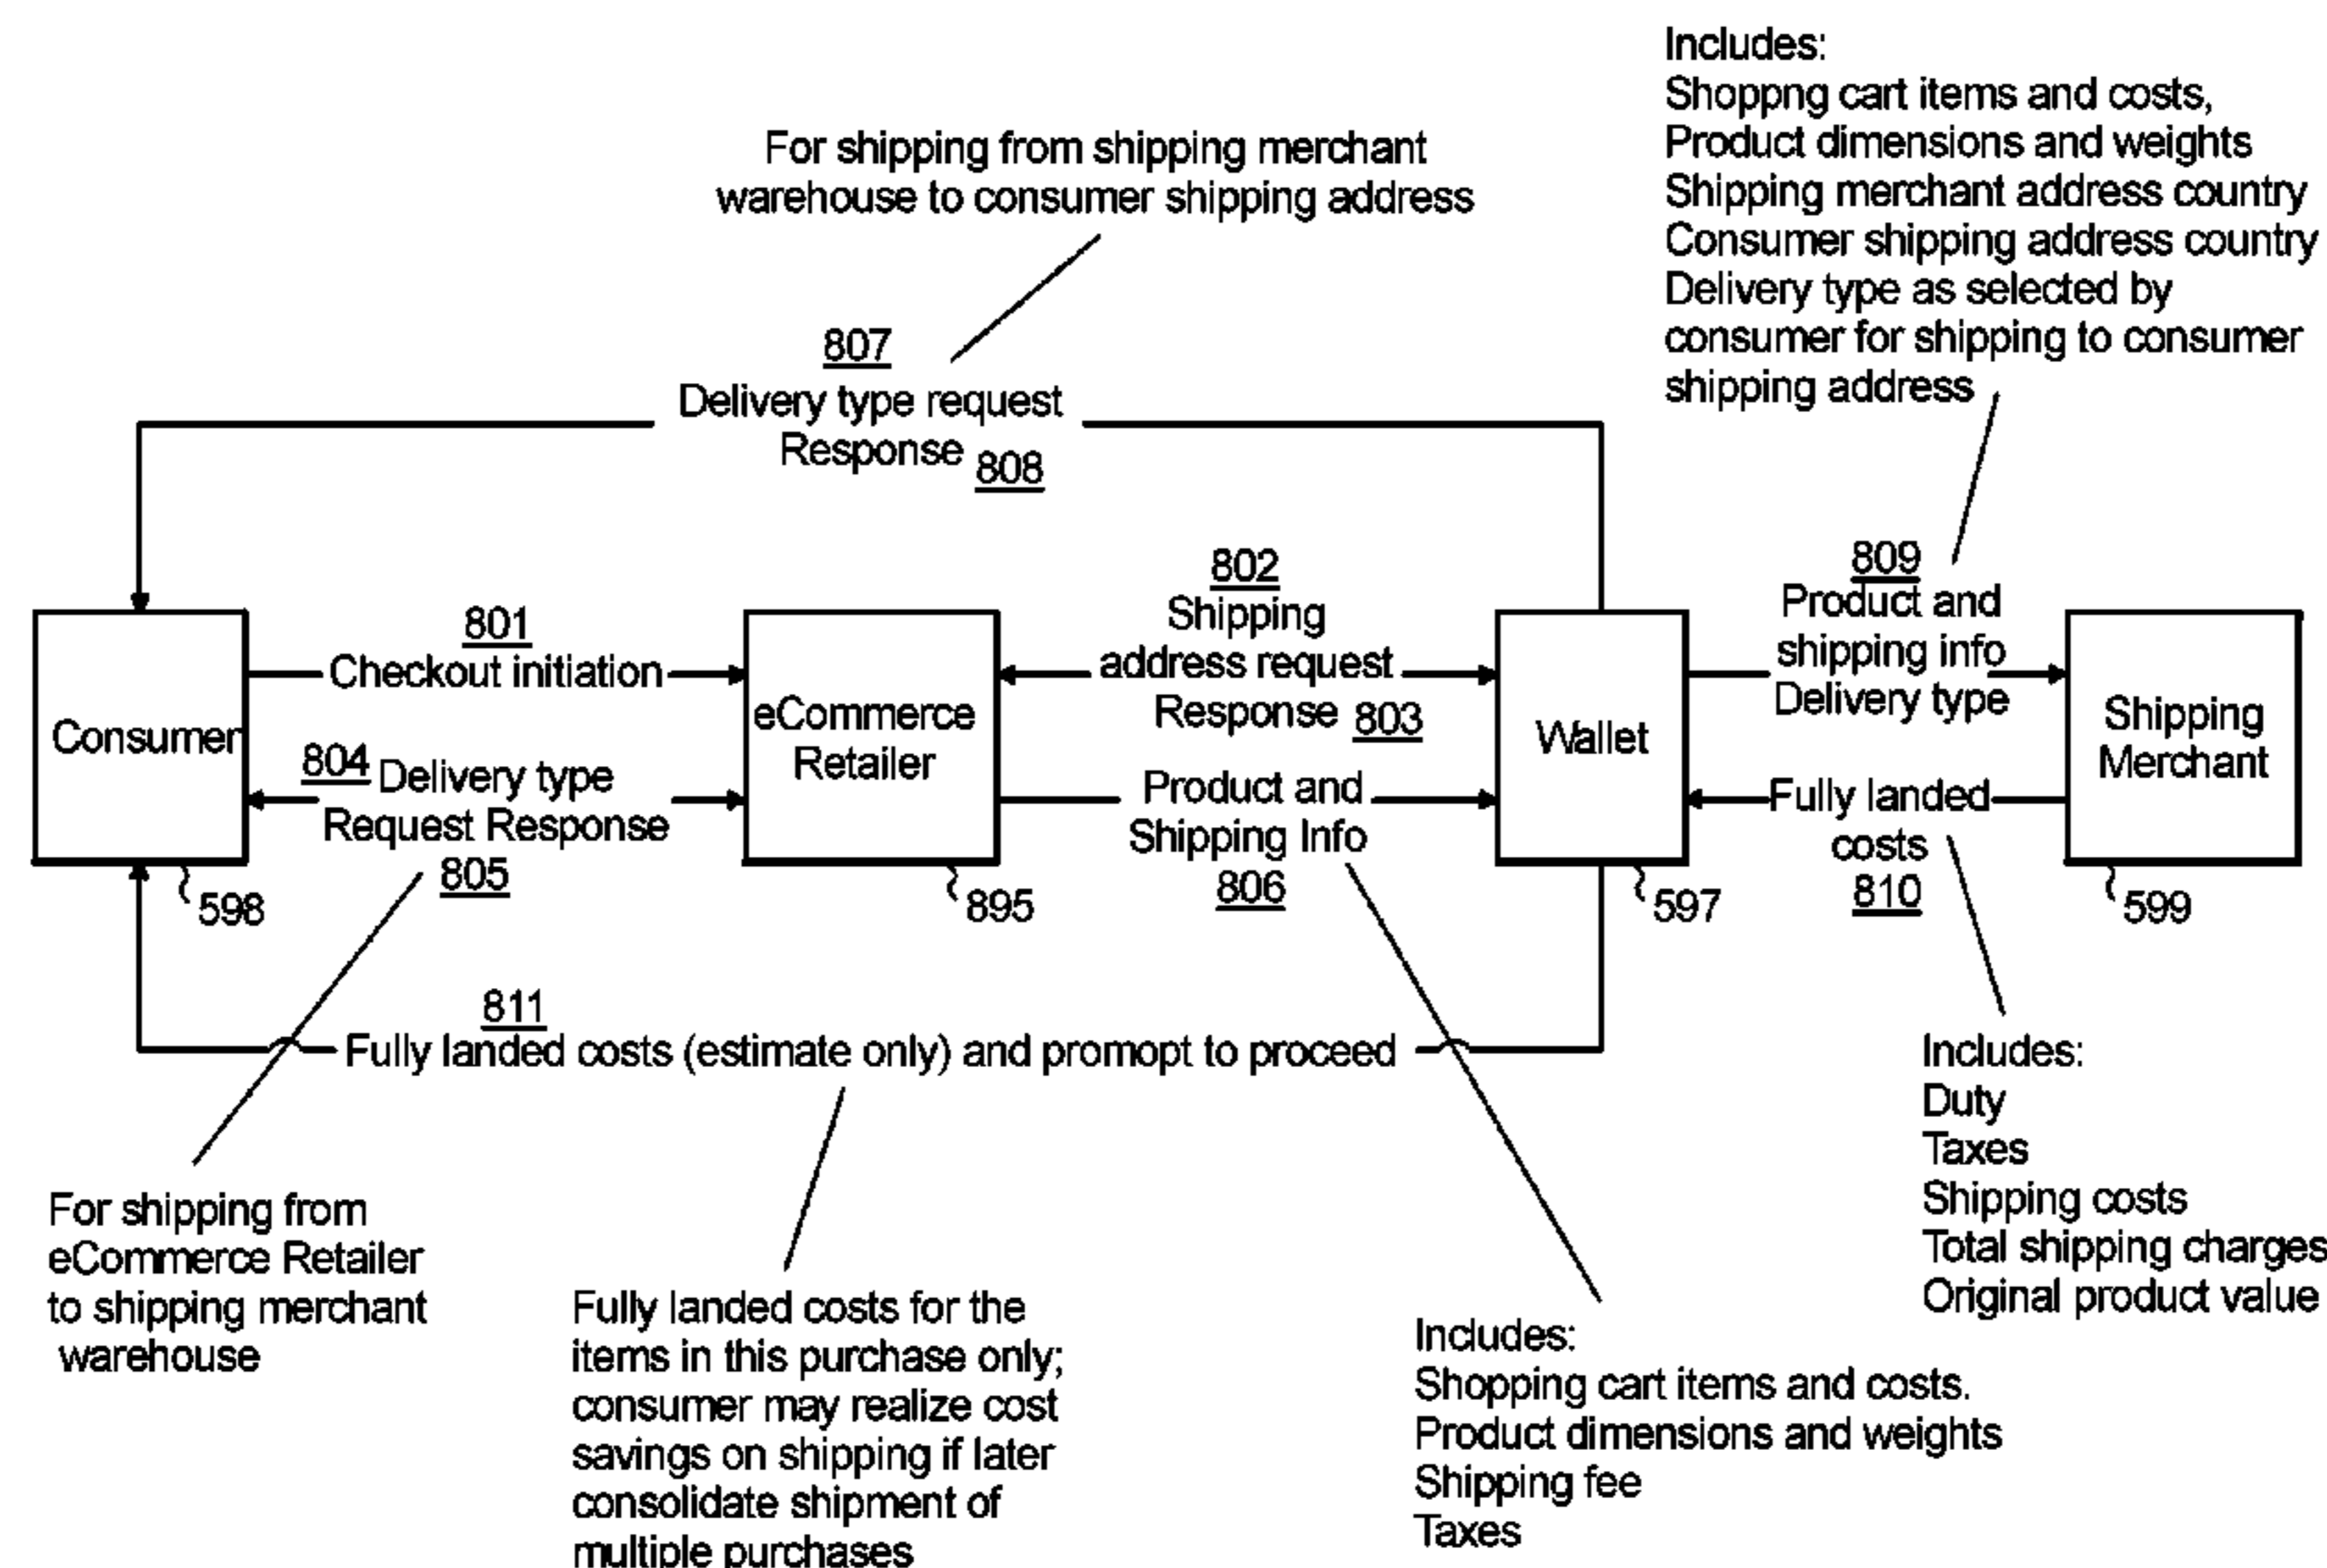 Includes:
Shoppng cart items and costs,
Product dimensions and weights
Shipping merchant address country
Consumer shipping address country
Delivery type as selected by
consumer for shipping to consumer
shipping address
For shipping from shipping merchant
warehouse to consumer shipping address
807
Delivery type request
Response 808
801
Checkout initiation
802
Shipping
address request
Response 803
809
Product and
shipping info
Delivery type
Consumer
eCommerce
Retailer
Wallet
Shipping
Merchant
804 Delivery type
Request Response
805
Product and
Shipping Info
806
Fully landed
costs
810
598
895
597
599
811
Fully landed costs (estimate only) and promopt to proceed
For shipping from
eCommerce Retailer
to shipping merchant
warehouse
Fully landed costs for the
items in this purchase only;
consumer may realize cost
savings on shipping if later
consolidate shipment of
multiple purchases
Includes:
Shopping cart items and costs.
Product dimensions and weights
Shipping fee
Taxes
Includes:
Duty
Taxes
Shipping costs
Total shipping charges
Original product value